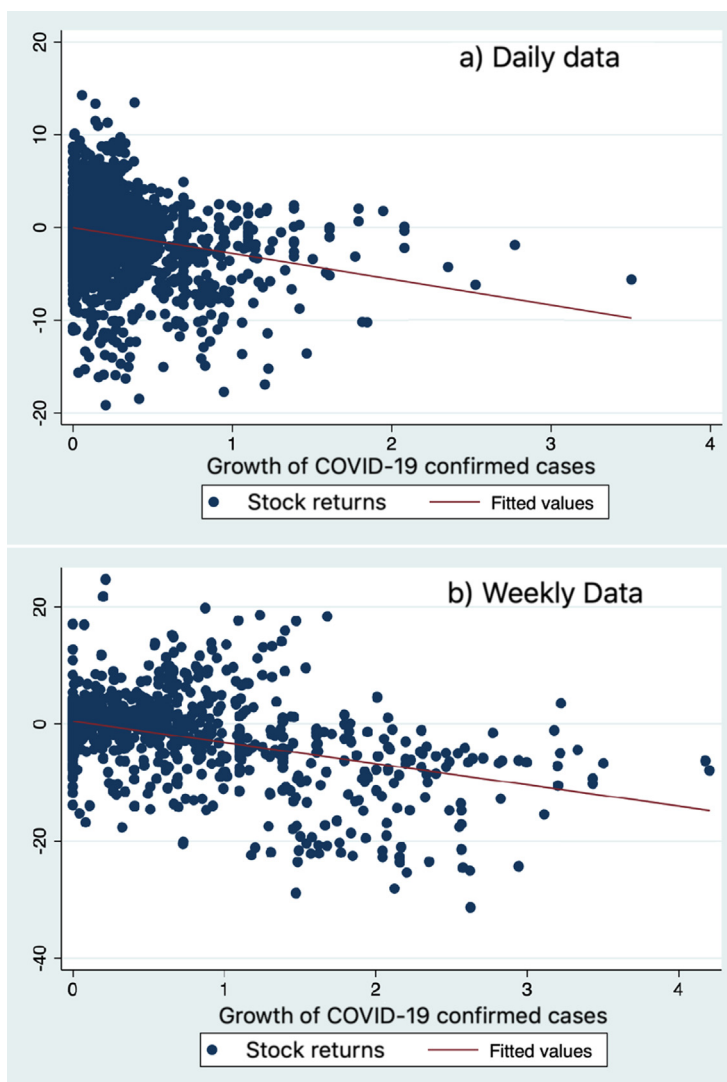 a) Daily data
20
10
0
-10
-20
0 1 2 3 4
Growth of COVID-19 confirmed cases
Stock returns Fitted values
b) Weekly Data
20
0
-20
-40
0 1 2 3 4
Growth of COVID-19 confirmed cases
Stock returns Fitted values